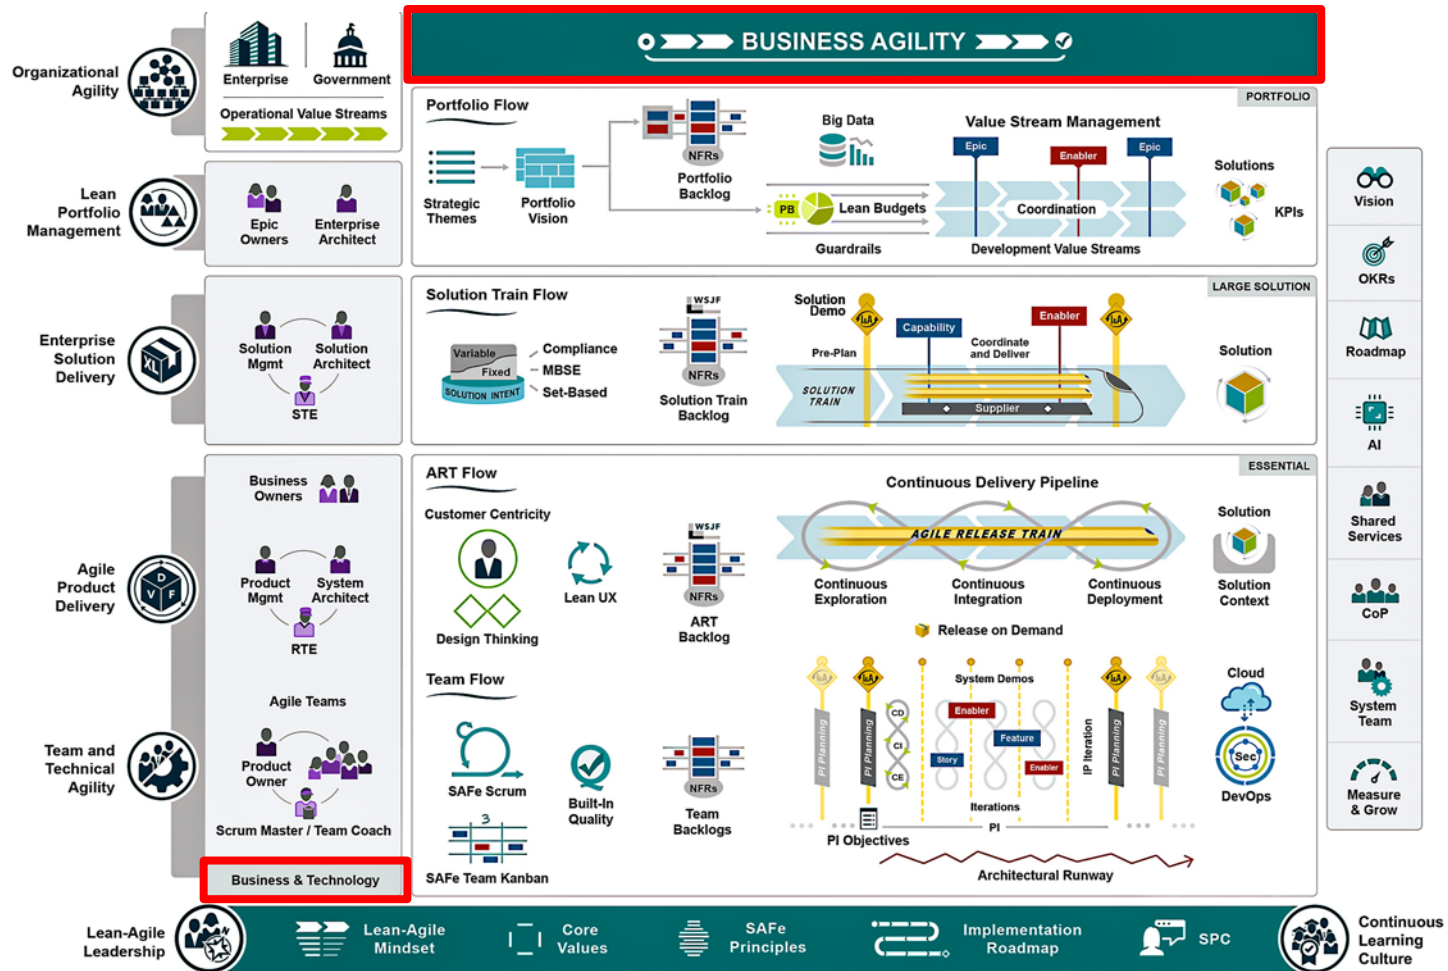 BUSINESS AGILITY
Organizational
Agility
Enterprise
Government
Operational Value Streams
PORTFOLIO
Portfolio Flow
Strategic
Themes
Portfolio
Vision
NFRs
Portfolio
Backlog
Big Data
PB
Lean Budgets
Guardrails
Value Stream Management
Epic
Enabler
Epic
Coordination
Development Value Streams
Solutions
KPIs
Lean
Portfolio
Management
Epic
Owners
Enterprise
Architect
LARGE SOLUTION
Enterprise
Solution
Delivery
XL
Solution
Mgmt
Solution
Architect
STE
Solution Train Flow
Variable
Fixed
SOLUTION INTENT
Compliance
MBSE
Set-Based
WSJF
NFRs
Solution Train
Backlog
Solution
Demo
I&A
Pre-Plan
Capability
Coordinate
and Deliver
Enabler
I&A
SOLUTION
TRAIN
Supplier
Solution
ESSENTIAL
Agile
Product
Delivery
D
V
F
Business
Owners
Product
Mgmt
System
Architect
RTE
ART Flow
Customer Centricity
Lean UX
Design Thinking
WSJF
NFRs
ART
Backlog
Continuous Delivery Pipeline
AGILE RELEASE TRAIN
Continuous
Exploration
Continuous
Integration
Continuous
Deployment
Release on Demand
Solution
Solution
Context
Team and
Technical
Agility
Agile Teams
Product
Owner
Scrum Master / Team Coach
Business & Technology
Team Flow
SAFe Scrum
3
SAFe Team Kanban
Built-In
Quality
NFRs
Team
Backlogs
I&A
PI Planning
I&A
PI Planning
CD
CI
CE
System Demos
Enabler
Feature
Story
Enabler
Iterations
IP Iteration
I&A
PI Planning
I&A
PI Planning
PI Objectives
PI
Architectural Runway
Cloud
Sec
DevOps
Vision
OKRs
Roadmap
AI
Shared
Services
CoP
System
Team
Measure
& Grow
Lean-Agile
Leadership
Lean-Agile
Mindset
Core
Values
SAFe
Principles
Implementation
Roadmap
SPC
Continuous
Learning
Culture